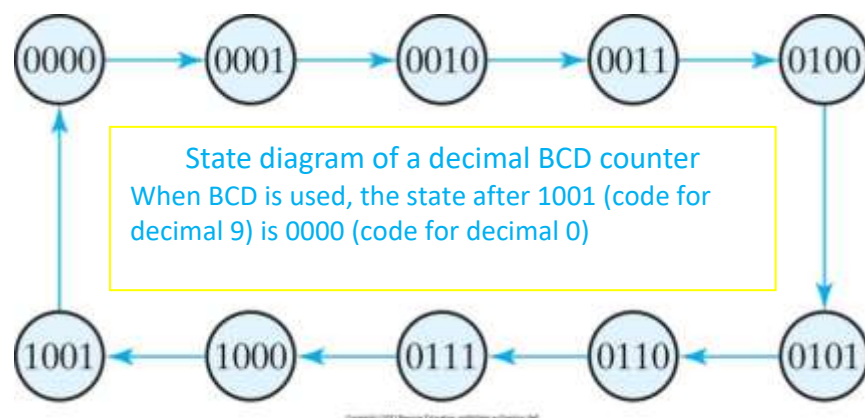 0000 0001 0010 0011 0100
State diagram of a decimal BCD counter
When BCD is used, the state after 1001 (code for
decimal 9) is 0000 (code for decimal 0)
1001 1000 0111 0110 0101